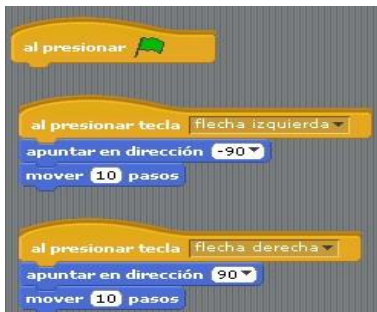 al presionar
al presionar tecla flecha izquierda
apuntar en dirección -90
mover 10 pasos
al presionar tecla flecha derecha
apuntar en dirección 90
mover 10 pasos